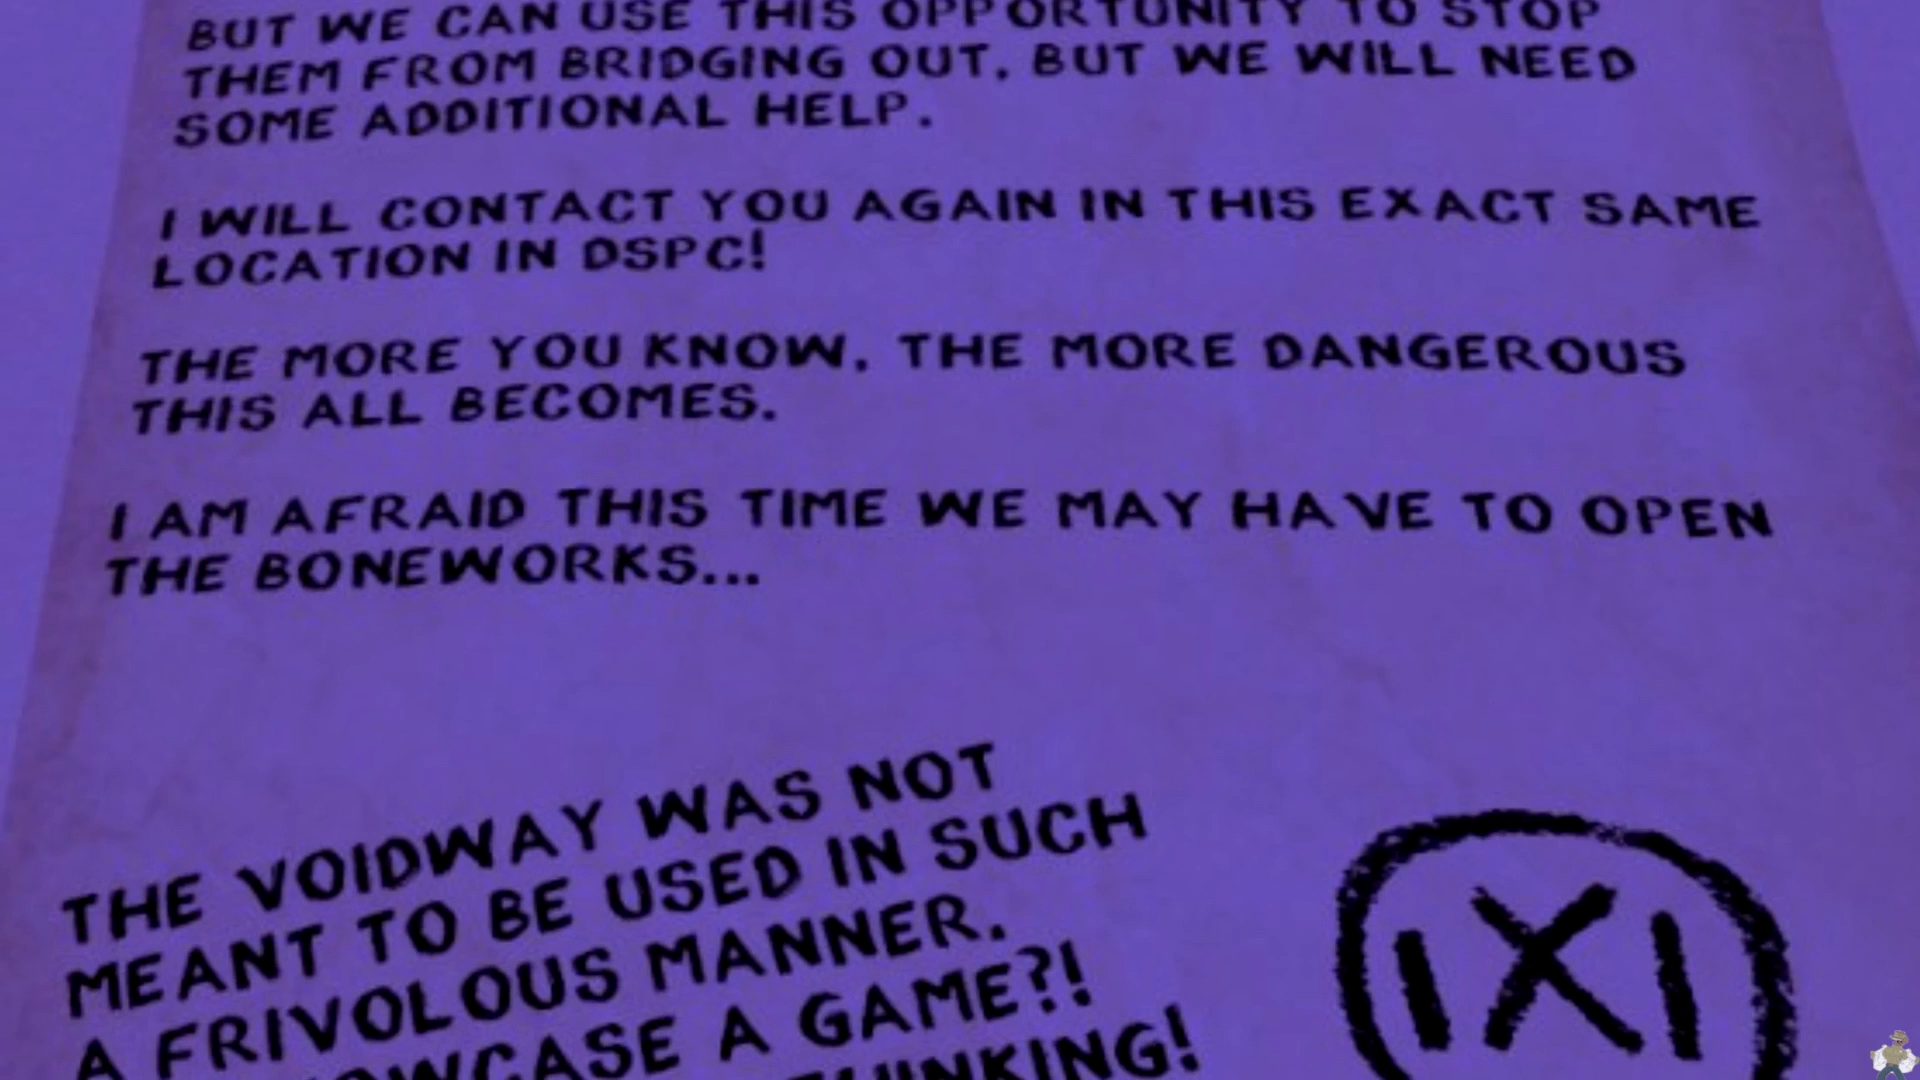 BUT WE CAN USE THIS OPPORTUNITY TO STOP
THEM FROM BRIDGING OUT, BUT WE WILL NEED
SOME ADDITIONAL HELP.
I WILL CONTACT YOU AGAIN IN THIS EXACT SAME
LOCATION IN DSPC!
THE MORE YOU KNOW, THE MORE DANGEROUS
THIS ALL BECOMES.
I AM AFRAID THIS TIME WE MAY HAVE TO OPEN
THE BONEWORKS...
THE VOIDWAY WAS NOT
MEANT TO BE USED IN SUCH
A FRIVOLOUS MANNER.
A GAME?!
THINKING!
IXI